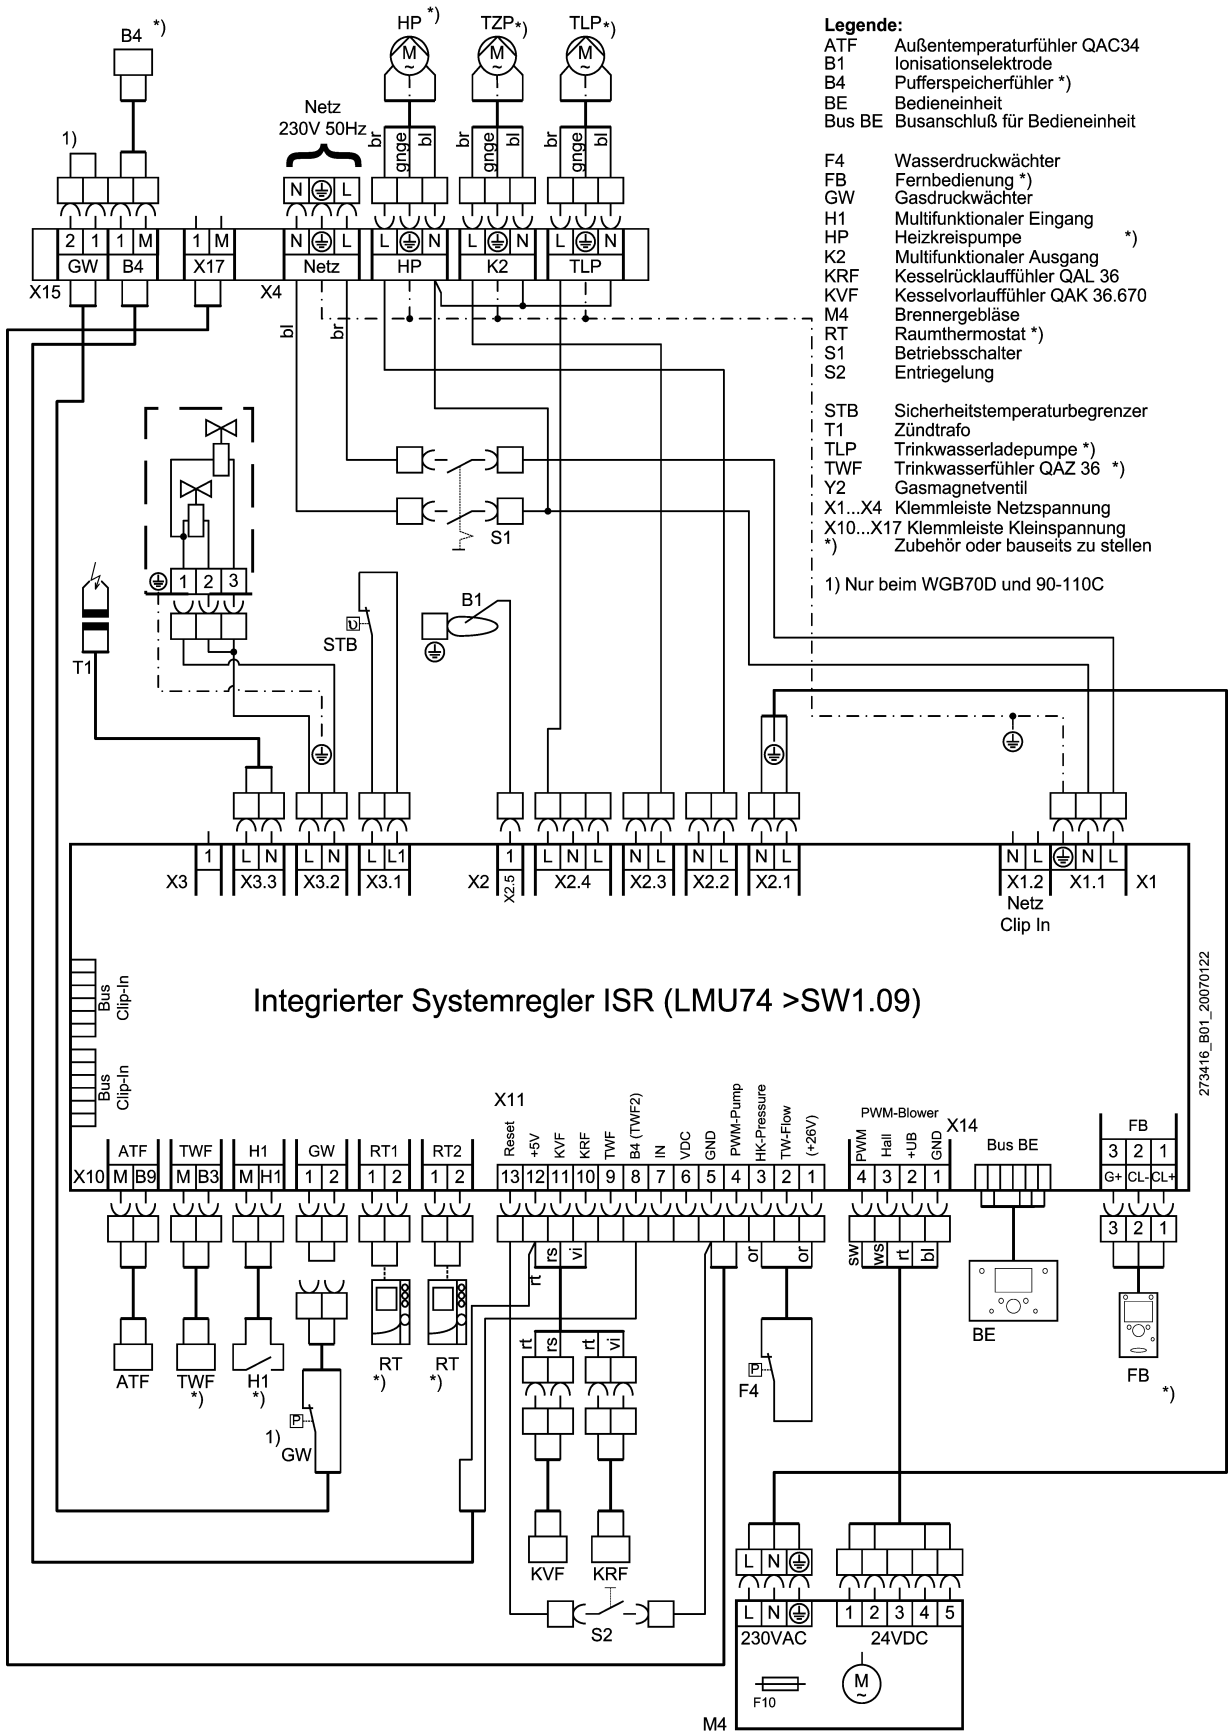 B4 *)
HP *)
TZP *)
TLP *)
M ~
M ~
M ~
Netz
230V 50Hz
1)
br gnge bl
br gnge bl
gnge bl
N L
2 1 1 M 1 M N L L N L N L N
GW B4 X17 Netz HP K2 TLP
X15 X4
bl br
Legende:
ATF Außentemperaturfühler QAC34
B1 Ionisationselektrode
B4 Pufferspeicherfühler *)
BE Bedieneinheit
Bus BE Busanschluß für Bedieneinheit
F4 Wasserdruckwächter
FB Fernbedienung *)
GW Gasdruckwächter
H1 Multifunktionaler Eingang
HP Heizkreispumpe *)
K2 Multifunktionaler Ausgang
KRF Kesselrücklauffühler QAL 36
KVF Kesselvorlauffühler QAK 36.670
M4 Brennergebläse
RT Raumthermostat *)
S1 Betriebsschalter
S2 Entriegelung
STB Sicherheitstemperaturbegrenzer
T1 Zündtrafo
TLP Trinkwasserladepumpe *)
TWF Trinkwasserfühler QAZ 36 *)
Y2 Gasmagnetventil
X1...X4 Klemmleiste Netzspannung
X10...X17 Klemmleiste Kleinspannung
*) Zubehör oder bauseits zu stellen
1) Nur beim WGB70D und 90-110C
S1
1 2 3
T1
STB
B1
1 L N L N L L1 1 L N L N L N L N L N L N L
X3 X3.3 X3.2 X3.1 X2 X2.5 X2.4 X2.3 X2.2 X2.1 X1.2 X1.1 X1
Netz
Clip In
Bus
Clip-In
Bus
Clip-In
Integrierter Systemregler ISR (LMU74 >SW1.09)
273416_B01_20070122
X11
Reset
+5V
KVF
KRF
TWF
B4 (TWF2)
IN
VDC
GND
PWM-Pump
HK-Pressure
TW-Flow
(+26V)
PWM-Blower
PWM
Hall
+UB
GND
X14
Bus BE
FB
3 2 1
ATF TWF H1 GW RT1 RT2
X10 M B9 M B3 M H1 1 2 1 2 1 2 13 12 11 10 9 8 7 6 5 4 3 2 1 4 3 2 1 G+ CL- CL+
3 2 1
rt rs vi
or or
sw ws rt bl
rt rs rt vi
ATF
TWF
*)
H1
*)
RT
*)
RT
*)
P
1) GW
P
F4
BE
FB
*)
KVF
KRF
S2
L N
L N
1 2 3 4 5
230VAC
24VDC
F10
M ~
M4